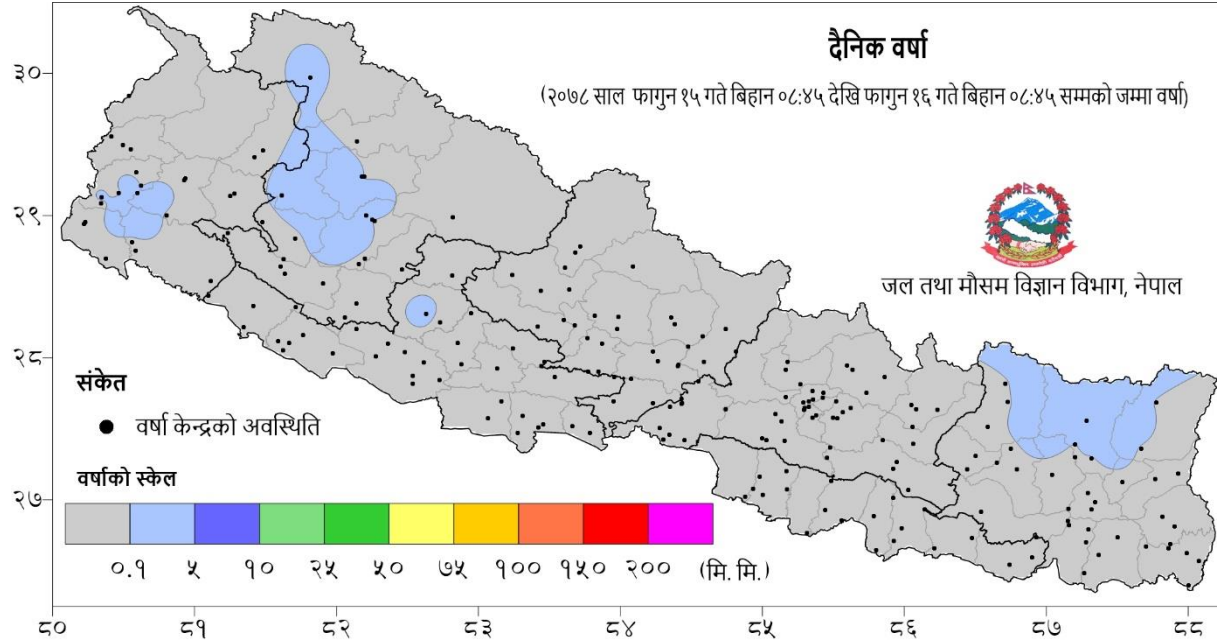 दैनिक वर्षा
(२०७८ साल फागुन १५ गते बिहान ०८:४५ देखि फागुन १६ गते बिहान ०८:४५ सम्मको जम्मा वर्षा)
जल तथा मौसम विज्ञान विभाग, नेपाल
३०
२९
२८
२७
संकेत
वर्षा केन्द्रको अवस्थिति
वर्षाको स्केल
०.१ ५ १० २५ ५० ७५ १०० १५० २०० (मि. मि.)
८० ८१ ८२ ८३ ८४ ८५ ८६ ८७ ८८